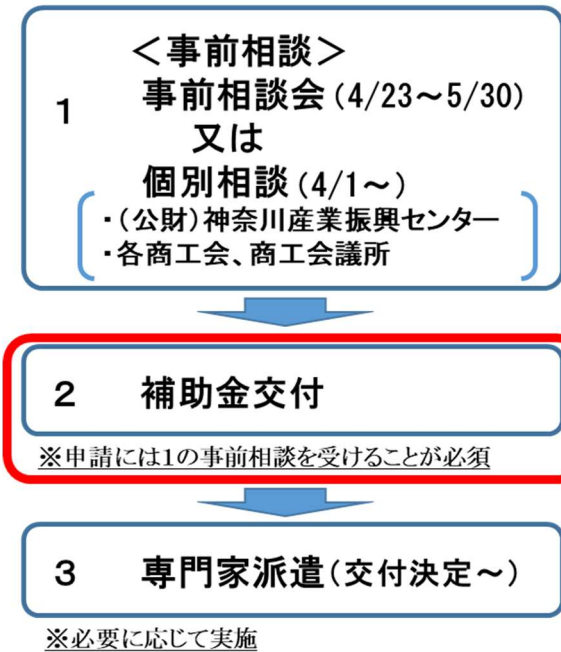 1
＜事前相談＞
事前相談会（4/23～5/30）
又は
個別相談（4/1～）
・（公財）神奈川産業振興センター
・各商工会、商工会議所
2 補助金交付
※申請には1の事前相談を受けることが必須
3 専門家派遣（交付決定～）
※必要に応じて実施